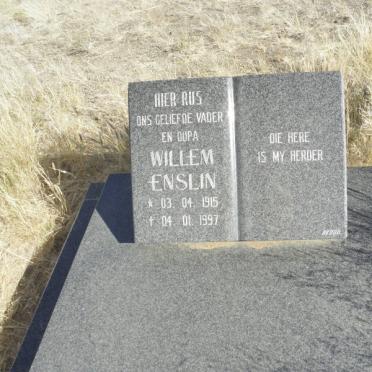 HIER RUS
ONS GELIEFDE VADER
EN OUPA
WILLEM
ENSLIN
* 03. 04. 1915
† 04. 01. 1997
DIE HERE
IS MY HERDER